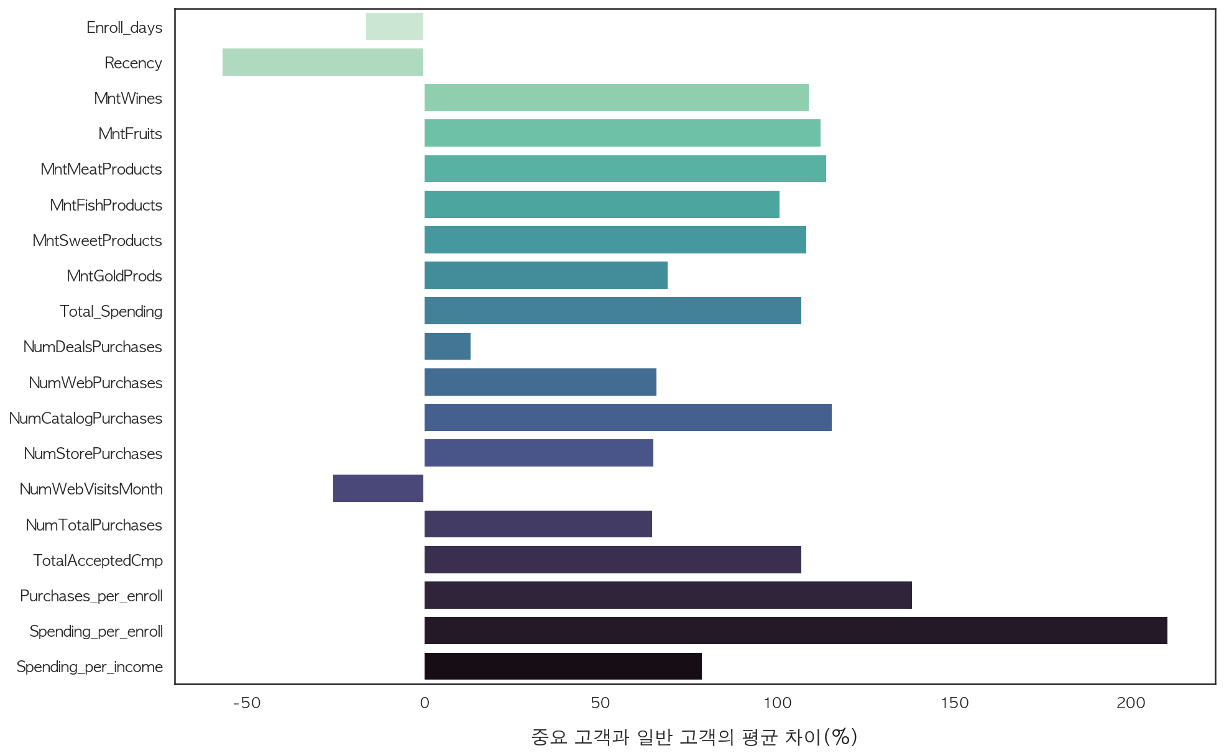 Enroll_days
Recency
MntWines
MntFruits
MntMeatProducts
MntFishProducts
MntSweetProducts
MntGoldProds
Total_Spending
NumDealsPurchases
NumWebPurchases
NumCatalogPurchases
NumStorePurchases
NumWebVisitsMonth
NumTotalPurchases
TotalAcceptedCmp
Purchases_per_enroll
Spending_per_enroll
Spending_per_income
-50 0 50 100 150 200
중요 고객과 일반 고객의 평균 차이(%)